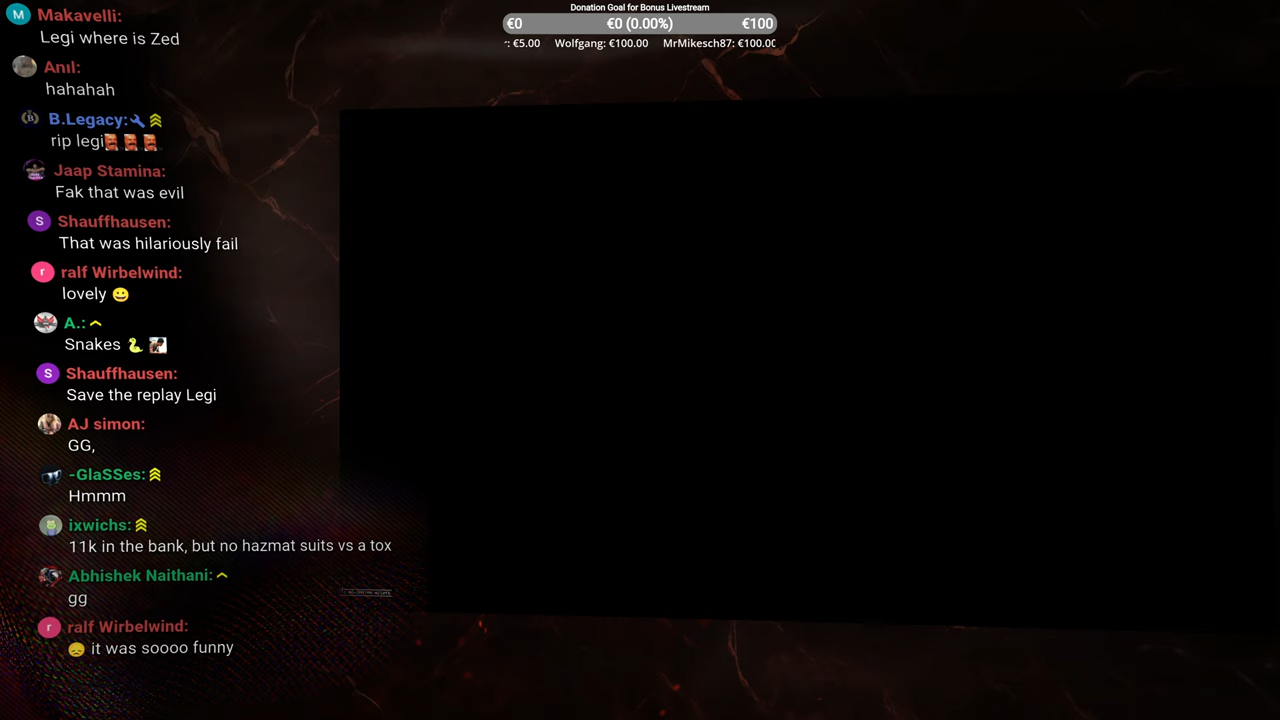 Donation Goal for Bonus Livestream
€0 €0 (0.00%) €100
: €5.00 Wolfgang: €100.00 MrMikesch87: €100.00
Makavelli:
Legi where is Zed
Anıl:
hahahah
B.Legacy:
rip legi
Jaap Stamina:
Fak that was evil
Shauffhausen:
That was hilariously fail
ralf Wirbelwind:
lovely 😀
A.:
Snakes 🐍
Shauffhausen:
Save the replay Legi
AJ simon:
GG,
-GlaSSes:
Hmmm
ixwichs:
11k in the bank, but no hazmat suits vs a tox
Abhishek Naithani:
gg
ralf Wirbelwind:
😞 it was soooo funny